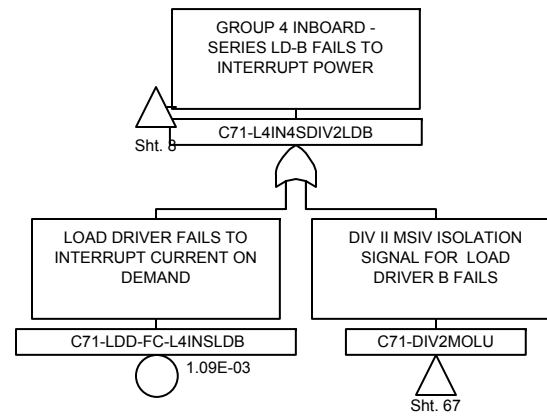 GROUP 4 INBOARD -
SERIES LD-B FAILS TO
INTERRUPT POWER
C71-L4IN4SDIV2LDB
Sht. 8
LOAD DRIVER FAILS TO
INTERRUPT CURRENT ON
DEMAND
DIV II MSIV ISOLATION
SIGNAL FOR LOAD
DRIVER B FAILS
C71-LDD-FC-L4INSLDB
C71-DIV2MOLU
1.09E-03
Sht. 67